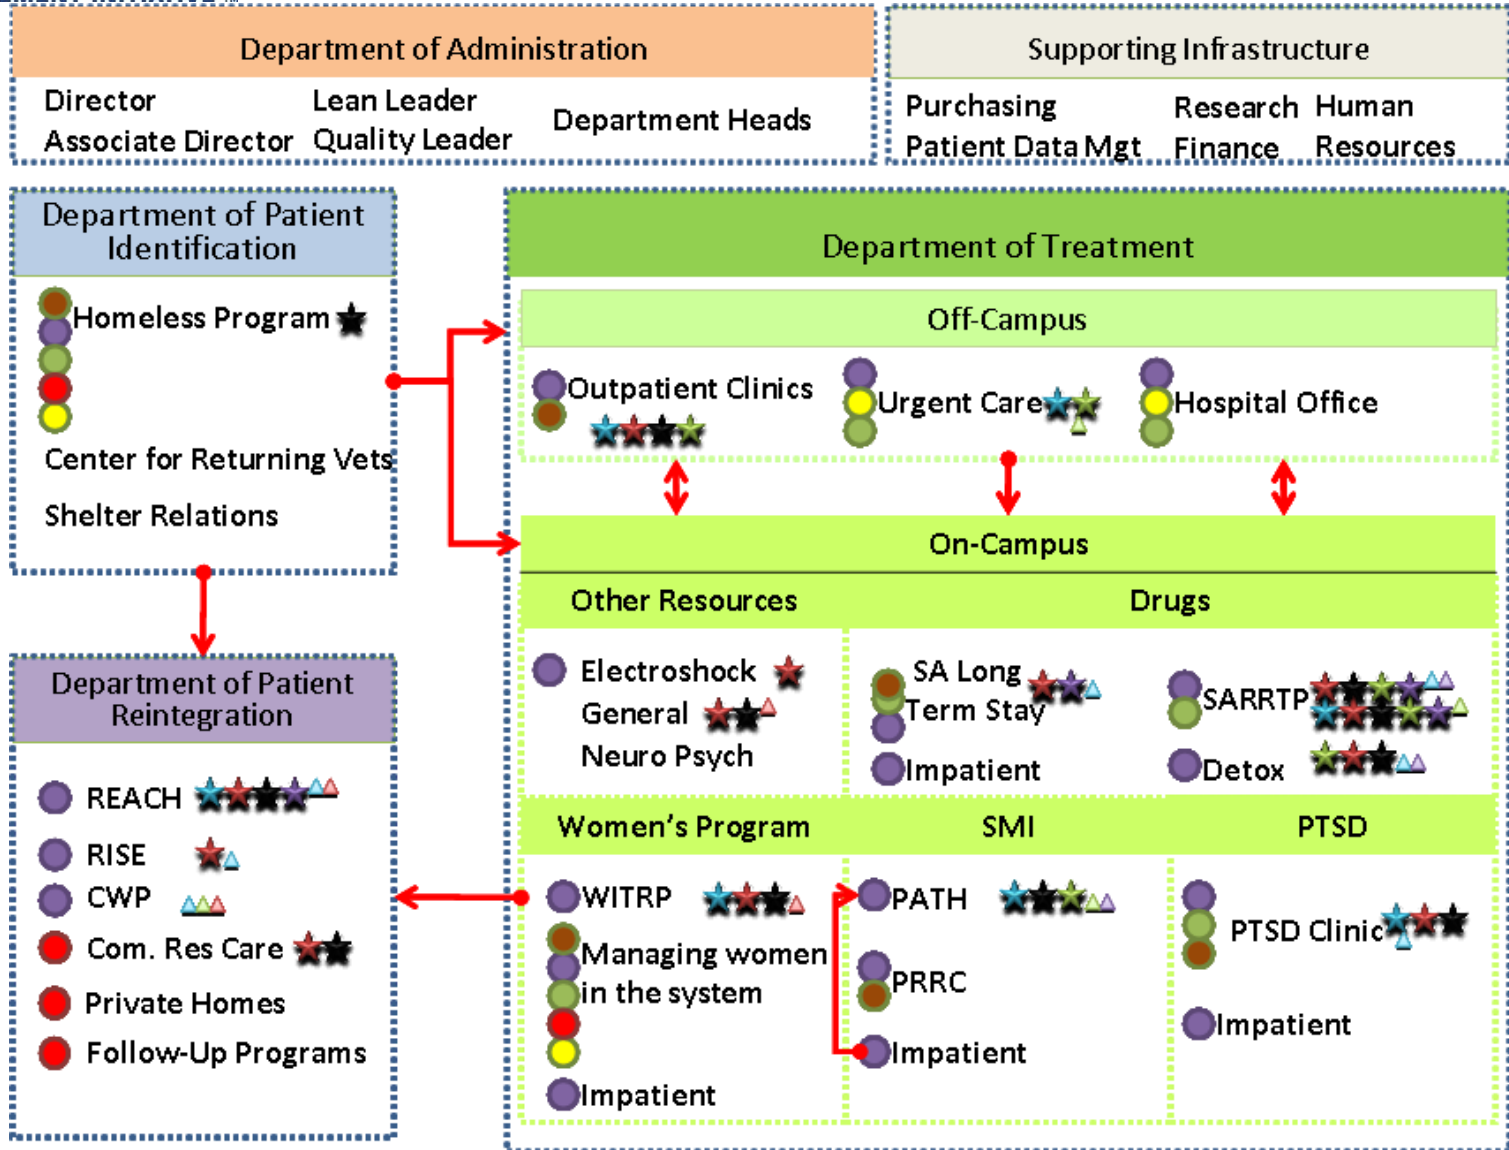 Department of Administration
Director
Lean Leader
Department Heads
Associate Director
Quality Leader
Supporting Infrastructure
Purchasing
Research
Human
Patient Data Mgt
Finance
Resources
Department of Patient
Identification
Homeless Program
Center for Returning Vets
Shelter Relations
Department of Treatment
Off-Campus
Outpatient Clinics
Urgent Care
Hospital Office
On-Campus
Other Resources
Drugs
Electroshock
General
Neuro Psych
SA Long
Term Stay
Impatient
SARRTP
Detox
Women's Program
SMI
PTSD
WITRP
Managing women
in the system
Impatient
PATH
PRRC
Impatient
PTSD Clinic
Impatient
Department of Patient
Reintegration
REACH
RISE
CWP
Com. Res Care
Private Homes
Follow-Up Programs